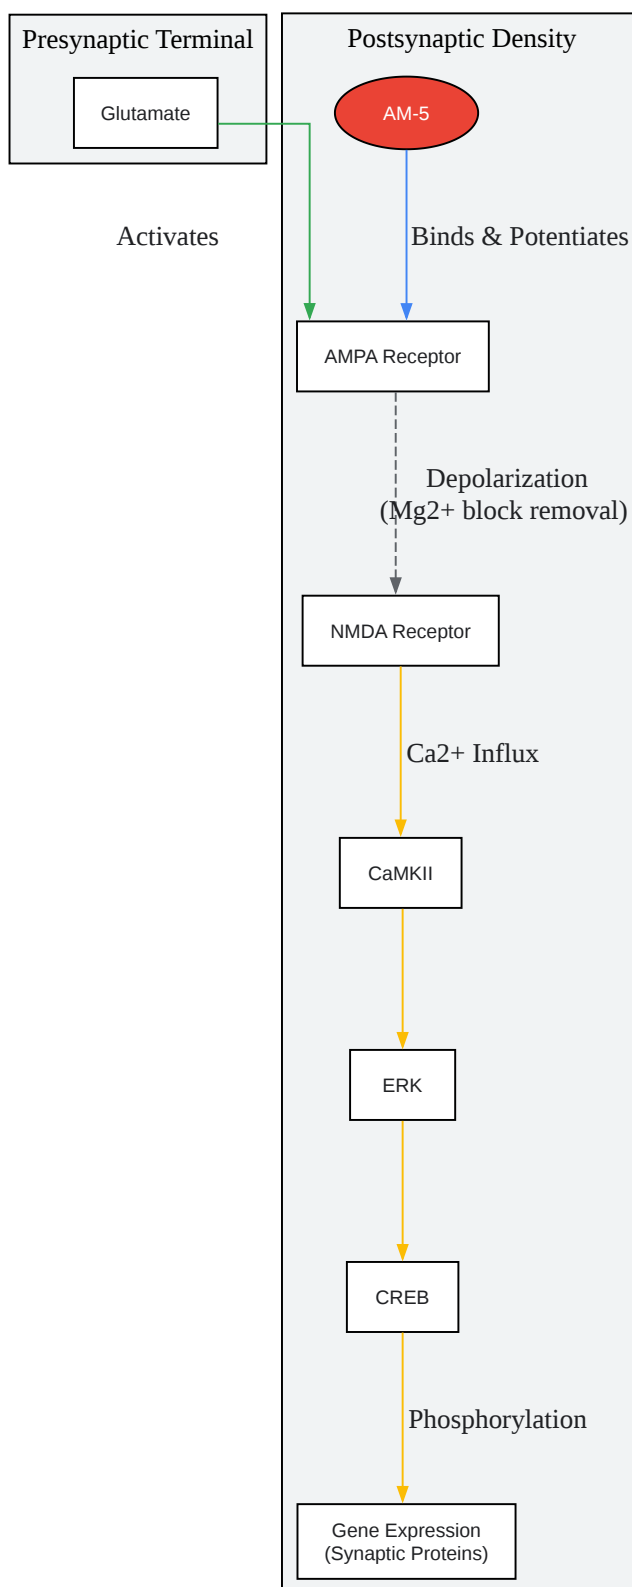 Presynaptic Terminal
Postsynaptic Density
Glutamate
AM-5
Activates
Binds & Potentiates
AMPA Receptor
Depolarization
(Mg2+ block removal)
NMDA Receptor
Ca2+ Influx
CaMKII
ERK
CREB
Phosphorylation
Gene Expression
(Synaptic Proteins)